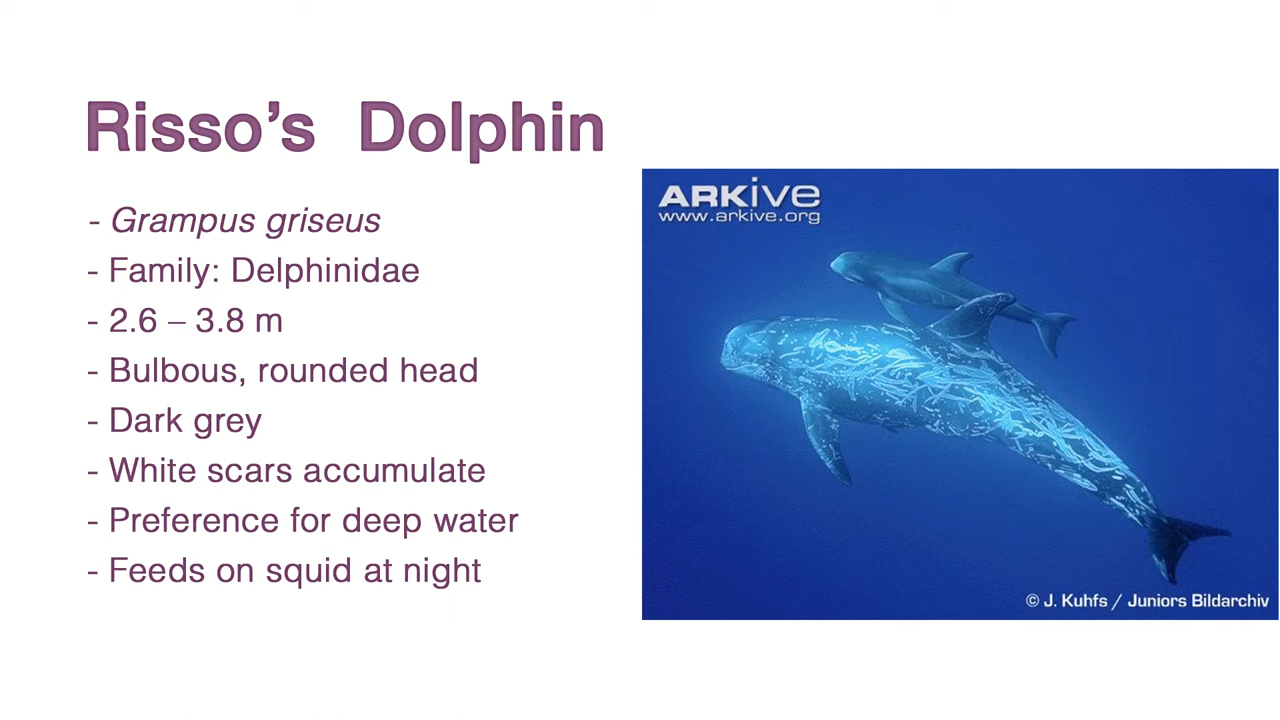 Risso’s Dolphin
- Grampus griseus
- Family: Delphinidae
- 2.6 – 3.8 m
- Bulbous, rounded head
- Dark grey
- White scars accumulate
- Preference for deep water
- Feeds on squid at night
ARKive
www.arkive.org
© J. Kuhfs / Juniors Bildarchiv